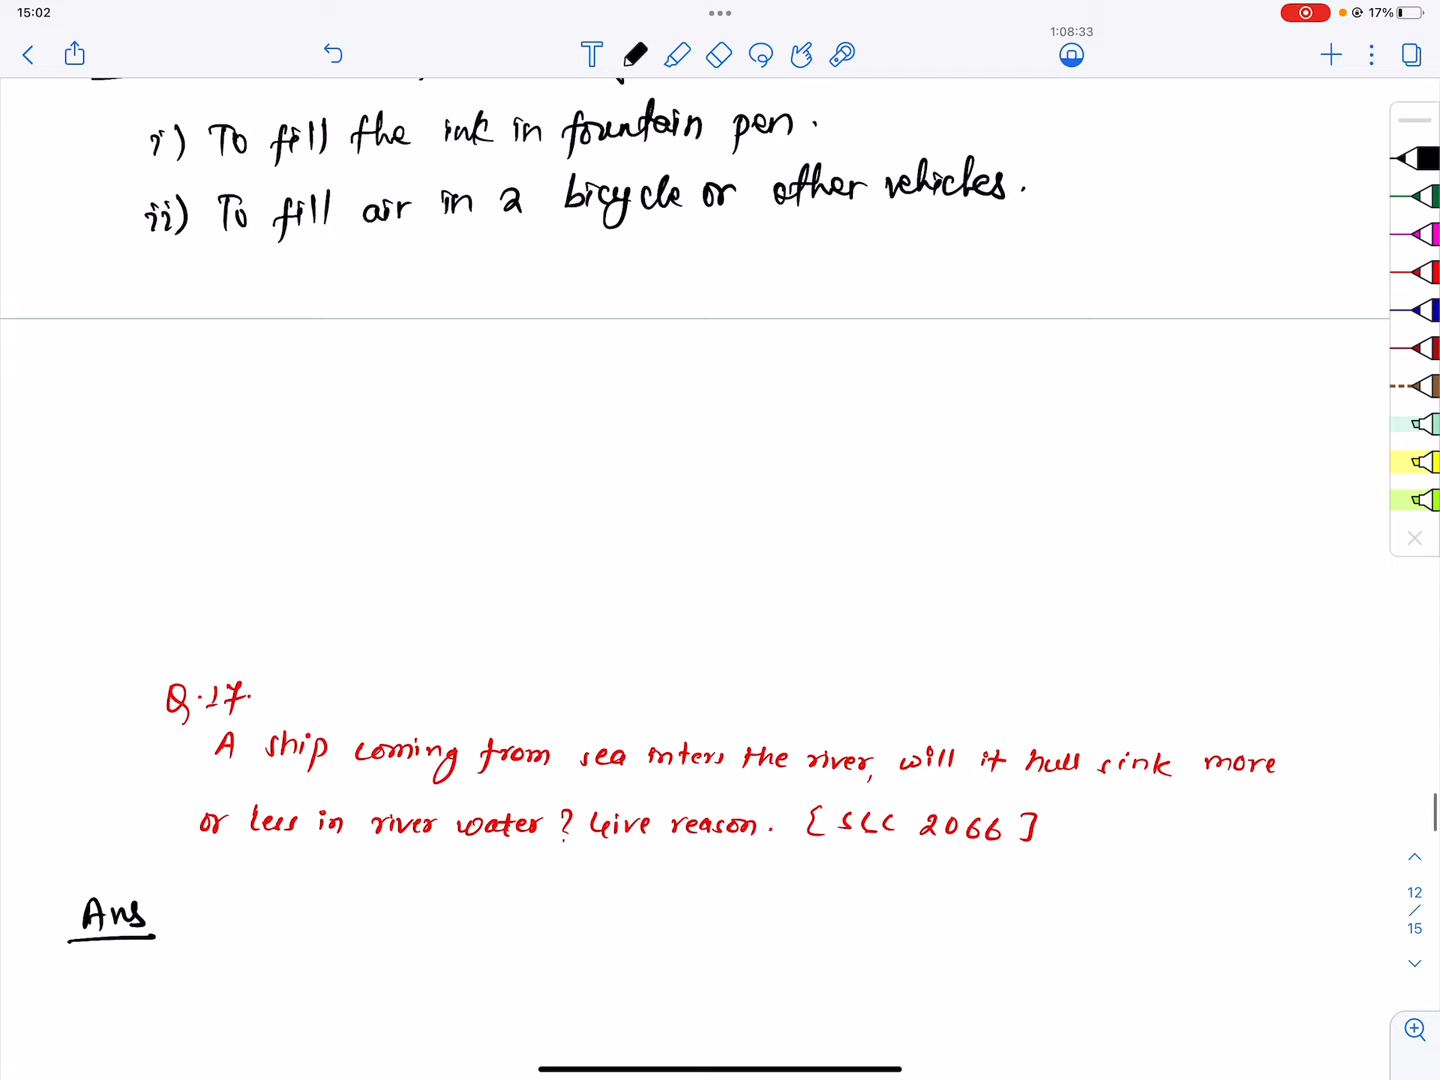 15:02
17%
1:08:33
i) To fill the ink in fountain pen.
ii) To fill air in a bicycle or other vehicles.
Q.17.
A ship coming from sea inters the river, will it hull sink more
or less in river water? Give reason. [SLC 2066]
Ans
12
/
15